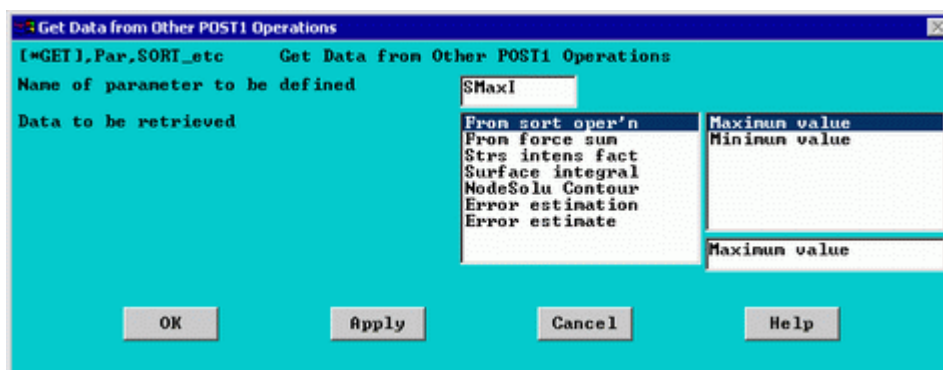 Get Data from Other POST1 Operations
[*GET],Par,SORT_etc Get Data from Other POST1 Operations
Name of parameter to be defined SMaxI
Data to be retrieved From sort oper'n Maximum value
From force sum Minimum value
Strs intens fact
Surface integral
NodeSolu Contour
Error estimation
Error estimate
Maximum value
OK Apply Cancel Help